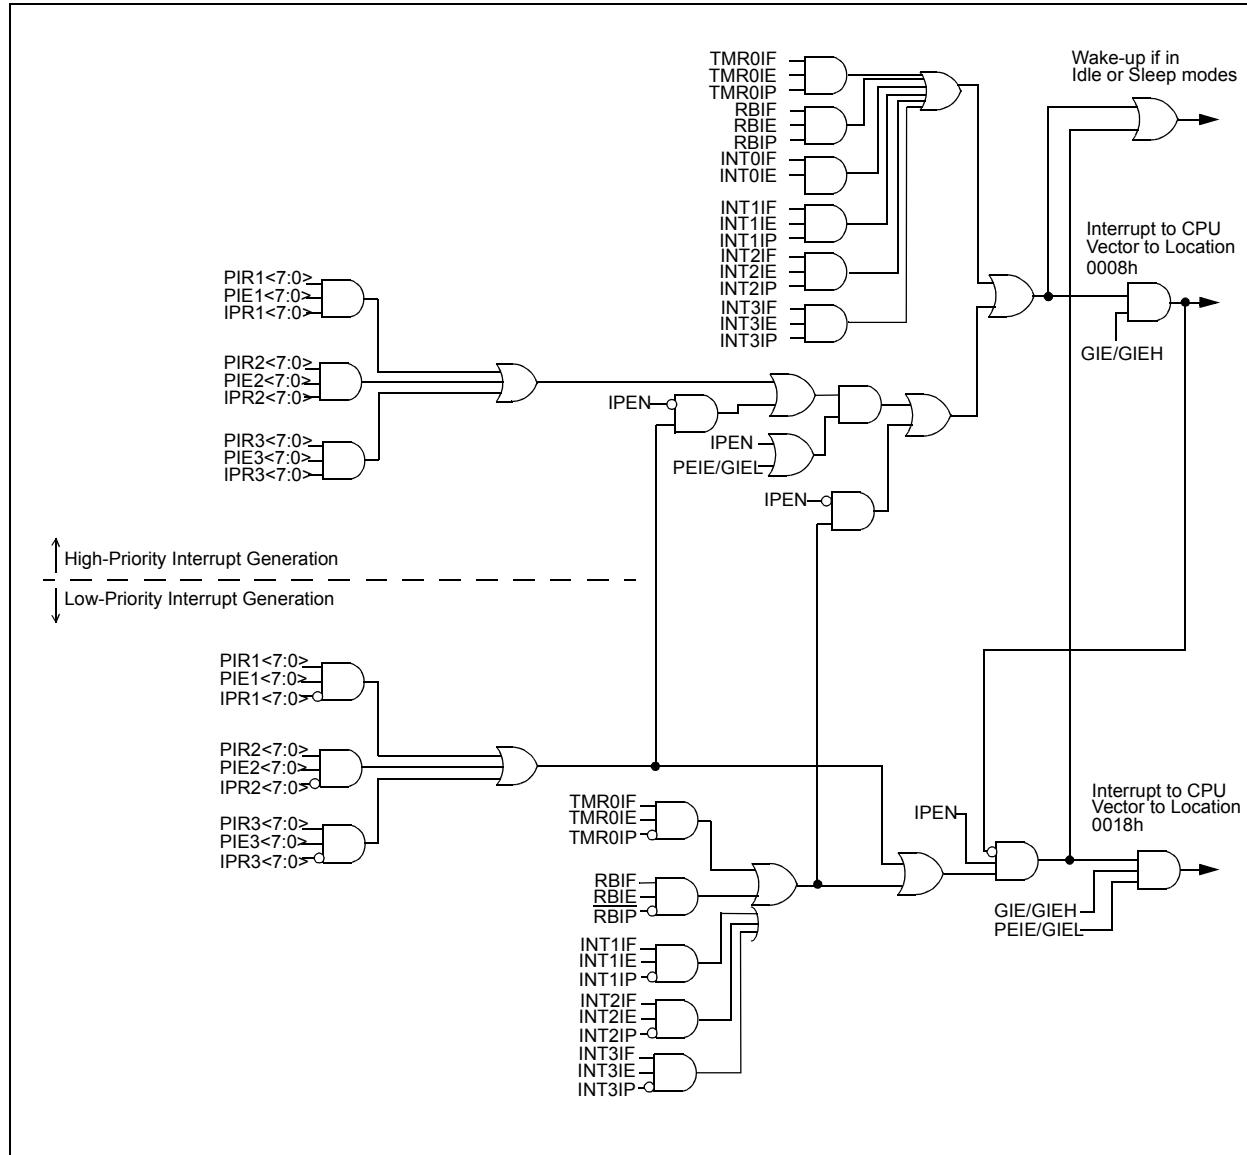 TMR0IF
TMR0IE
TMR0IP
RBIF
RBIE
RBIP
INT0IF
INT0IE
INT1IF
INT1IE
INT1IP
INT2IF
INT2IE
INT2IP
INT3IF
INT3IE
INT3IP
Wake-up if in
Idle or Sleep modes
Interrupt to CPU
Vector to Location
0008h
GIE/GIEH
PIR1<7:0>
PIE1<7:0>
IPR1<7:0>
PIR2<7:0>
PIE2<7:0>
IPR2<7:0>
PIR3<7:0>
PIE3<7:0>
IPR3<7:0>
IPEN
IPEN
PEIE/GIEL
IPEN
High-Priority Interrupt Generation
Low-Priority Interrupt Generation
PIR1<7:0>
PIE1<7:0>
IPR1<7:0>
PIR2<7:0>
PIE2<7:0>
IPR2<7:0>
PIR3<7:0>
PIE3<7:0>
IPR3<7:0>
TMR0IF
TMR0IE
TMR0IP
RBIF
RBIE
RBIP
INT1IF
INT1IE
INT1IP
INT2IF
INT2IE
INT2IP
INT3IF
INT3IE
INT3IP
IPEN
Interrupt to CPU
Vector to Location
0018h
GIE/GIEH
PEIE/GIEL